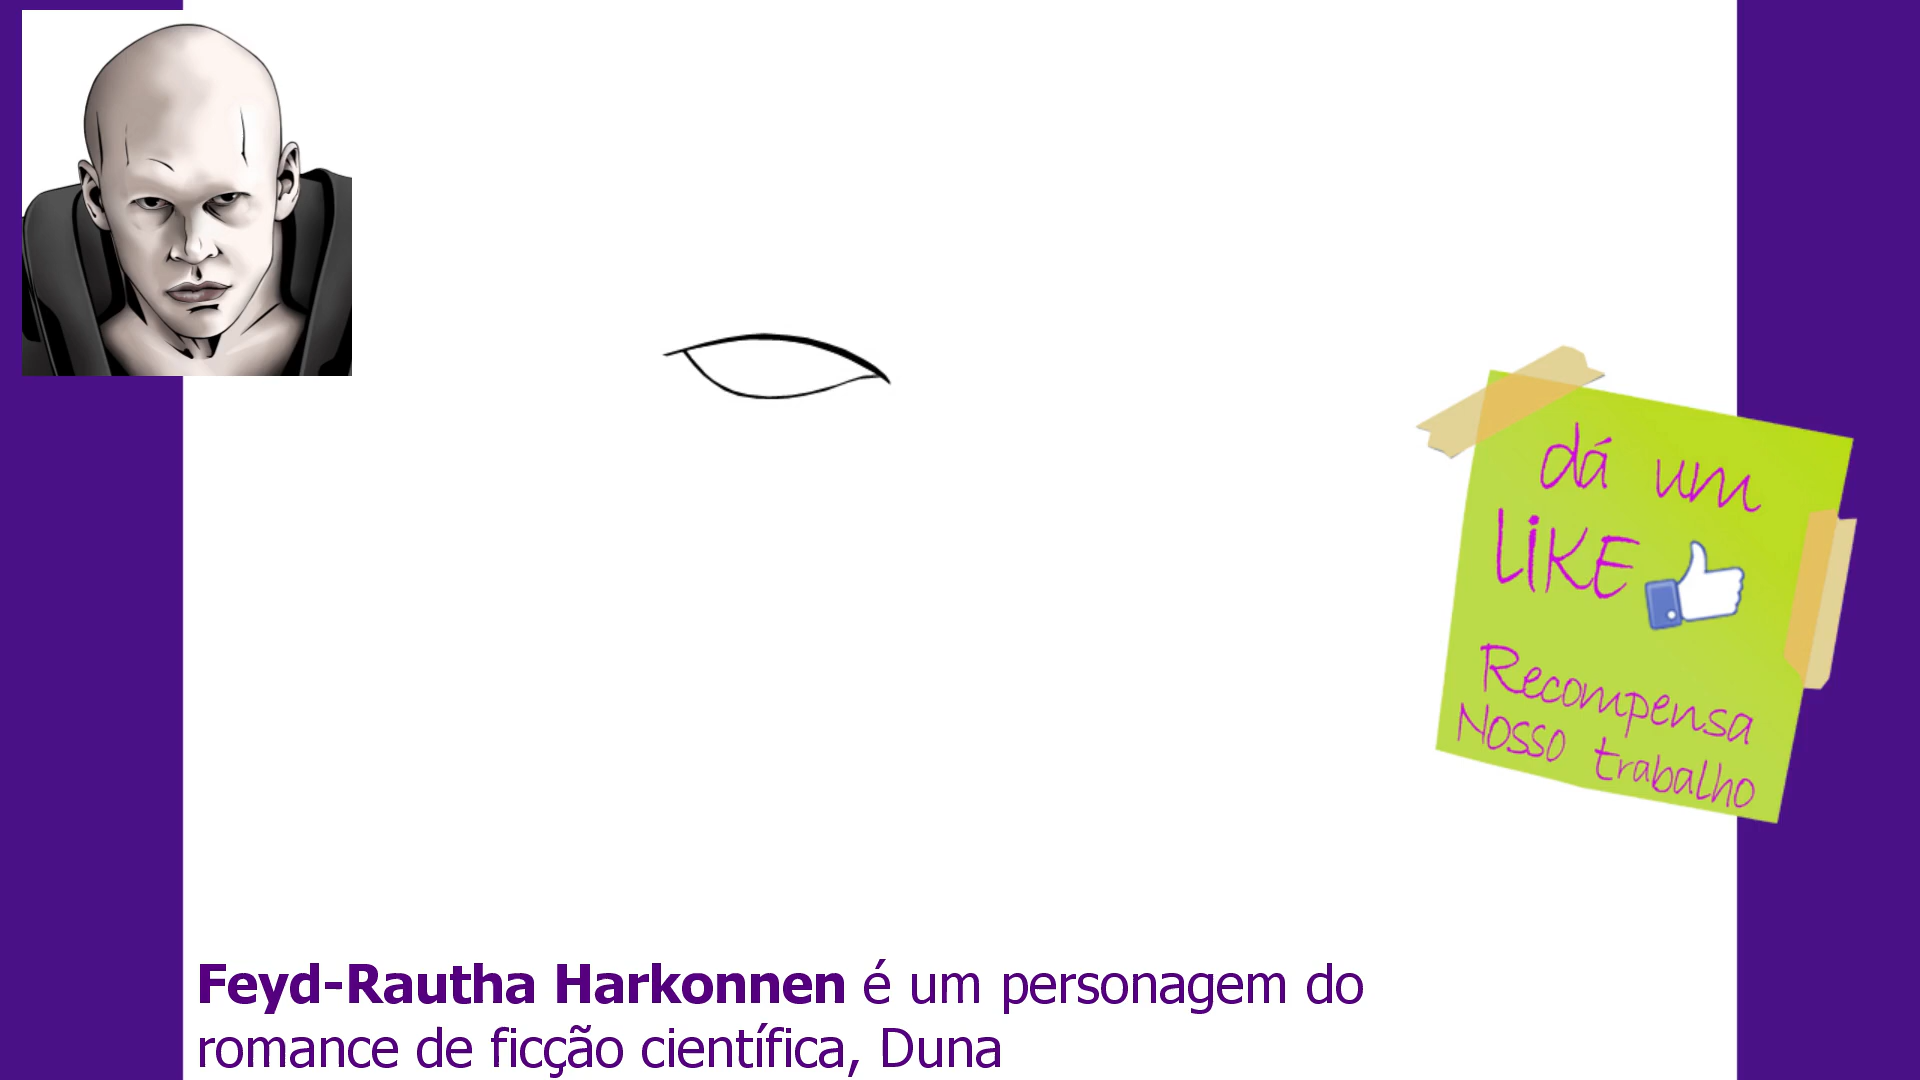 dá um
LIKE
Recompensa
Nosso trabalho
Feyd-Rautha Harkonnen é um personagem do
romance de ficção científica, Duna